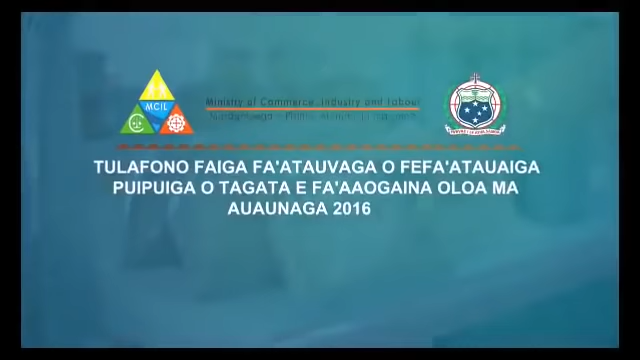 MCIL
Ministry of Commerce, Industry and Labour
TULAFONO FAIGA FA'ATAUVAGA O FEFA'ATAUAIGA
PUIPUIGA O TAGATA E FA'AAOGAINA OLOA MA
AUAUNAGA 2016